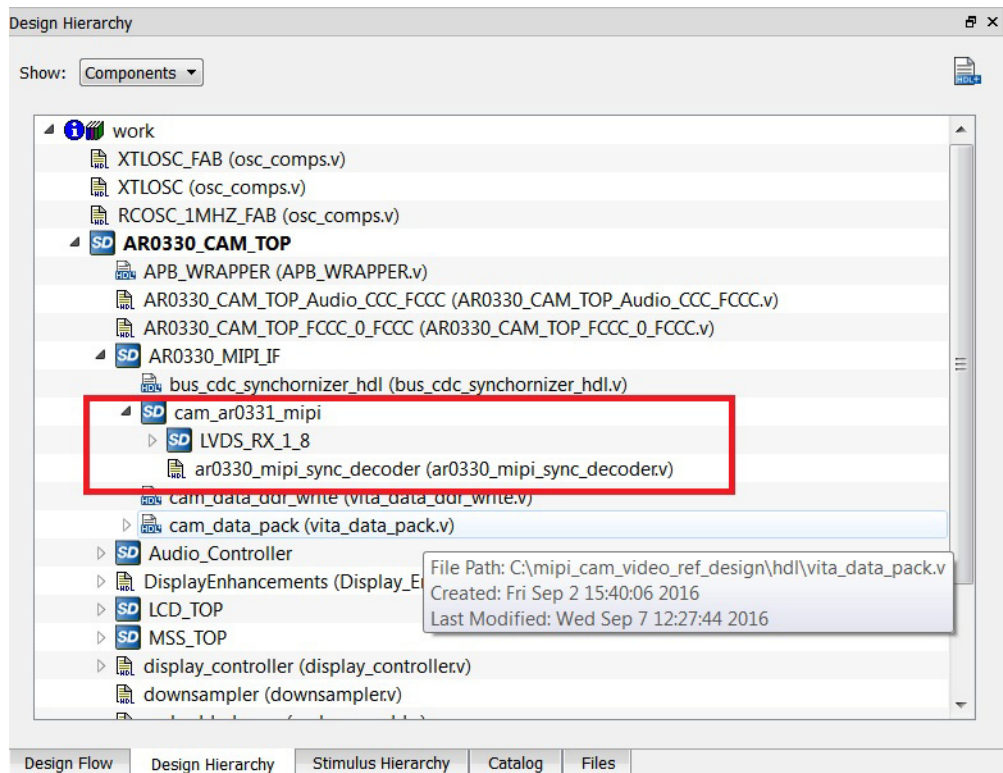 Design Hierarchy
Show: Components
HDL+
work
XTLOSC_FAB (osc_comps.v)
XTLOSC (osc_comps.v)
RCOSC_1MHZ_FAB (osc_comps.v)
SD AR0330_CAM_TOP
APB_WRAPPER (APB_WRAPPER.v)
AR0330_CAM_TOP_Audio_CCC_FCCC (AR0330_CAM_TOP_Audio_CCC_FCCC.v)
AR0330_CAM_TOP_FCCC_0_FCCC (AR0330_CAM_TOP_FCCC_0_FCCC.v)
SD AR0330_MIPI_IF
bus_cdc_synchornizer_hdl (bus_cdc_synchornizer_hdl.v)
SD cam_ar0331_mipi
SD LVDS_RX_1_8
ar0330_mipi_sync_decoder (ar0330_mipi_sync_decoder.v)
cam_data_ddr_write (vita_data_ddr_write.v)
cam_data_pack (vita_data_pack.v)
SD Audio_Controller
DisplayEnhancements (Display_E
SD LCD_TOP
SD MSS_TOP
File Path: C:\mipi_cam_video_ref_design\hdl\vita_data_pack.v
Created: Fri Sep 2 15:40:06 2016
Last Modified: Wed Sep 7 12:27:44 2016
display_controller (display_controller.v)
downsampler (downsampler.v)
Design Flow Design Hierarchy Stimulus Hierarchy Catalog Files